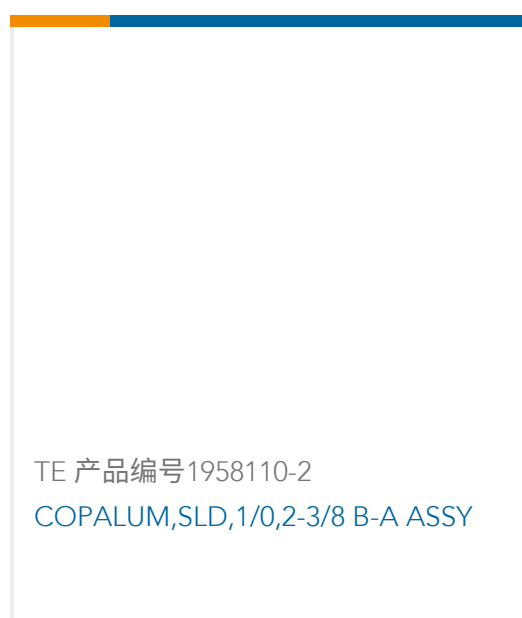 TE 产品编号1958110-2
COPALUM,SLD,1/0,2-3/8 B-A ASSY